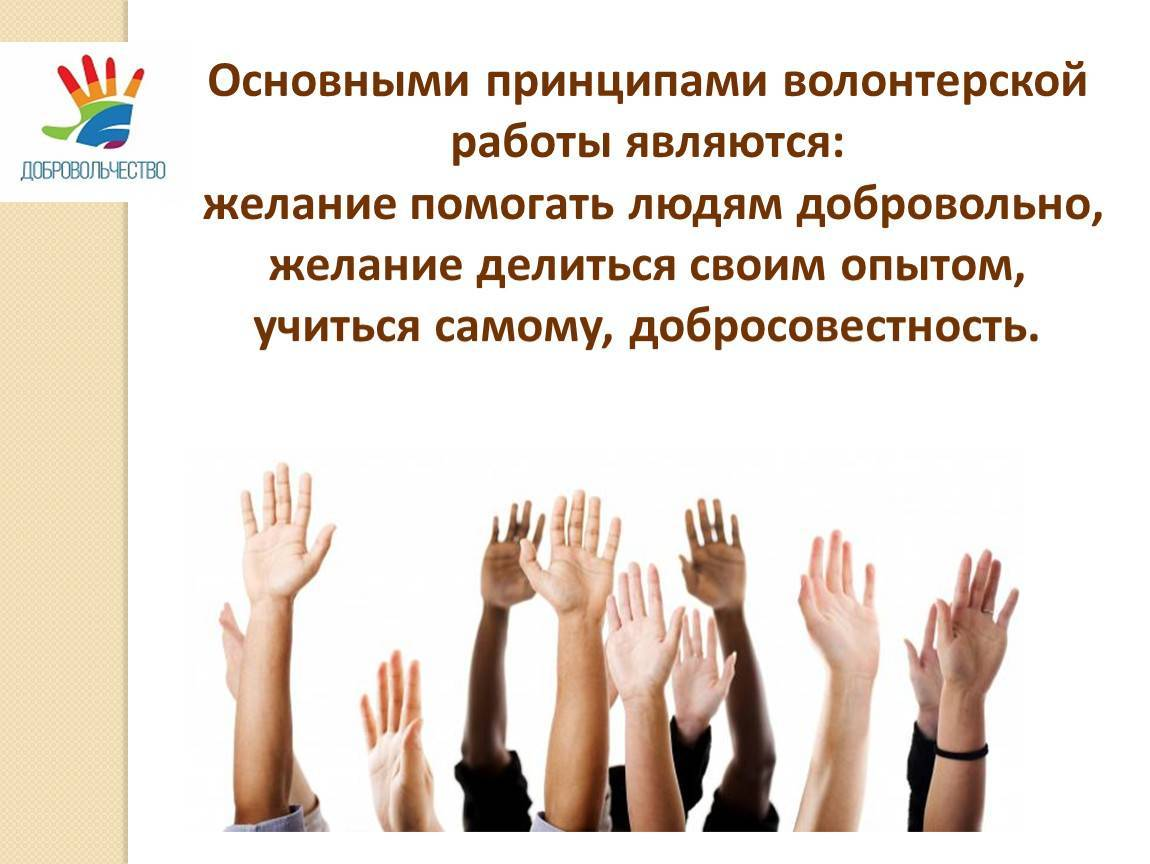 ДОБРОВОЛЬЧЕСТВО
Основными принципами волонтерской
работы являются:
желание помогать людям добровольно,
желание делиться своим опытом,
учиться самому, добросовестность.